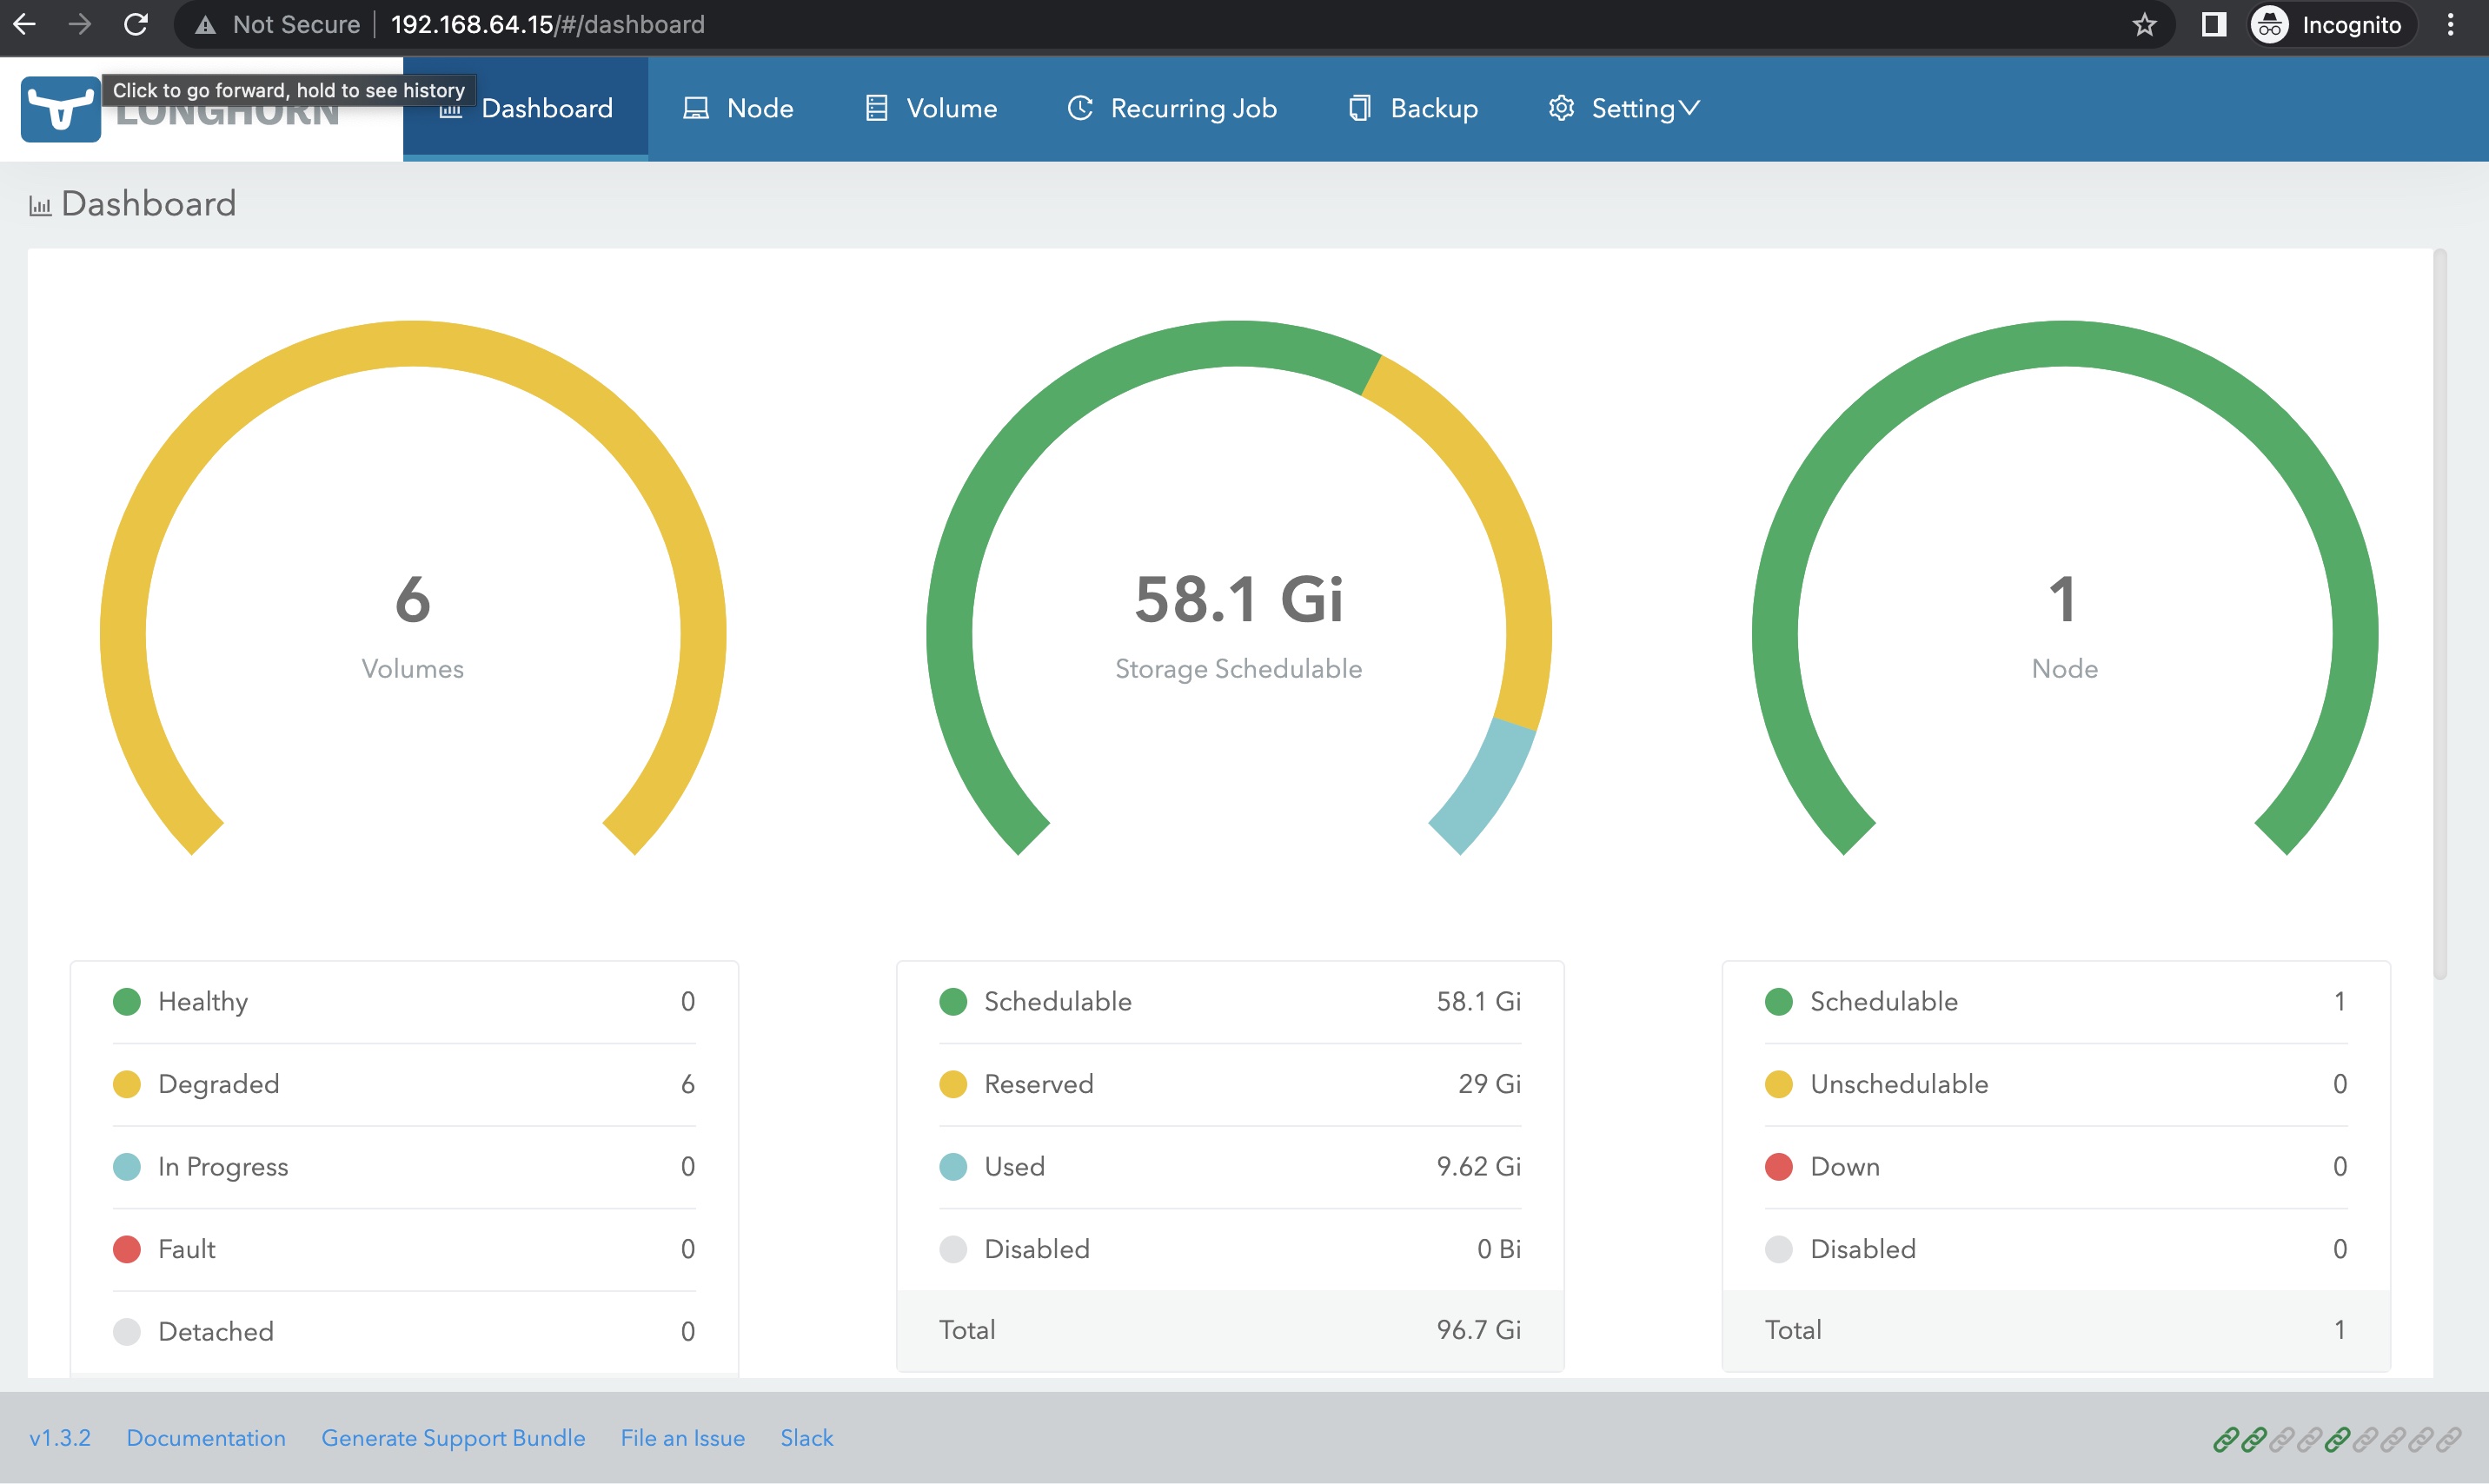 Not Secure | 192.168.64.15/#/dashboard
Incognito
Click to go forward, hold to see history
LONGHORN
Dashboard
Node
Volume
Recurring Job
Backup
Setting
Dashboard
6
Volumes
58.1 Gi
Storage Schedulable
1
Node
Healthy 0
Degraded 6
In Progress 0
Fault 0
Detached 0
Schedulable 58.1 Gi
Reserved 29 Gi
Used 9.62 Gi
Disabled 0 Bi
Total 96.7 Gi
Schedulable 1
Unschedulable 0
Down 0
Disabled 0
Total 1
v1.3.2 Documentation Generate Support Bundle File an Issue Slack